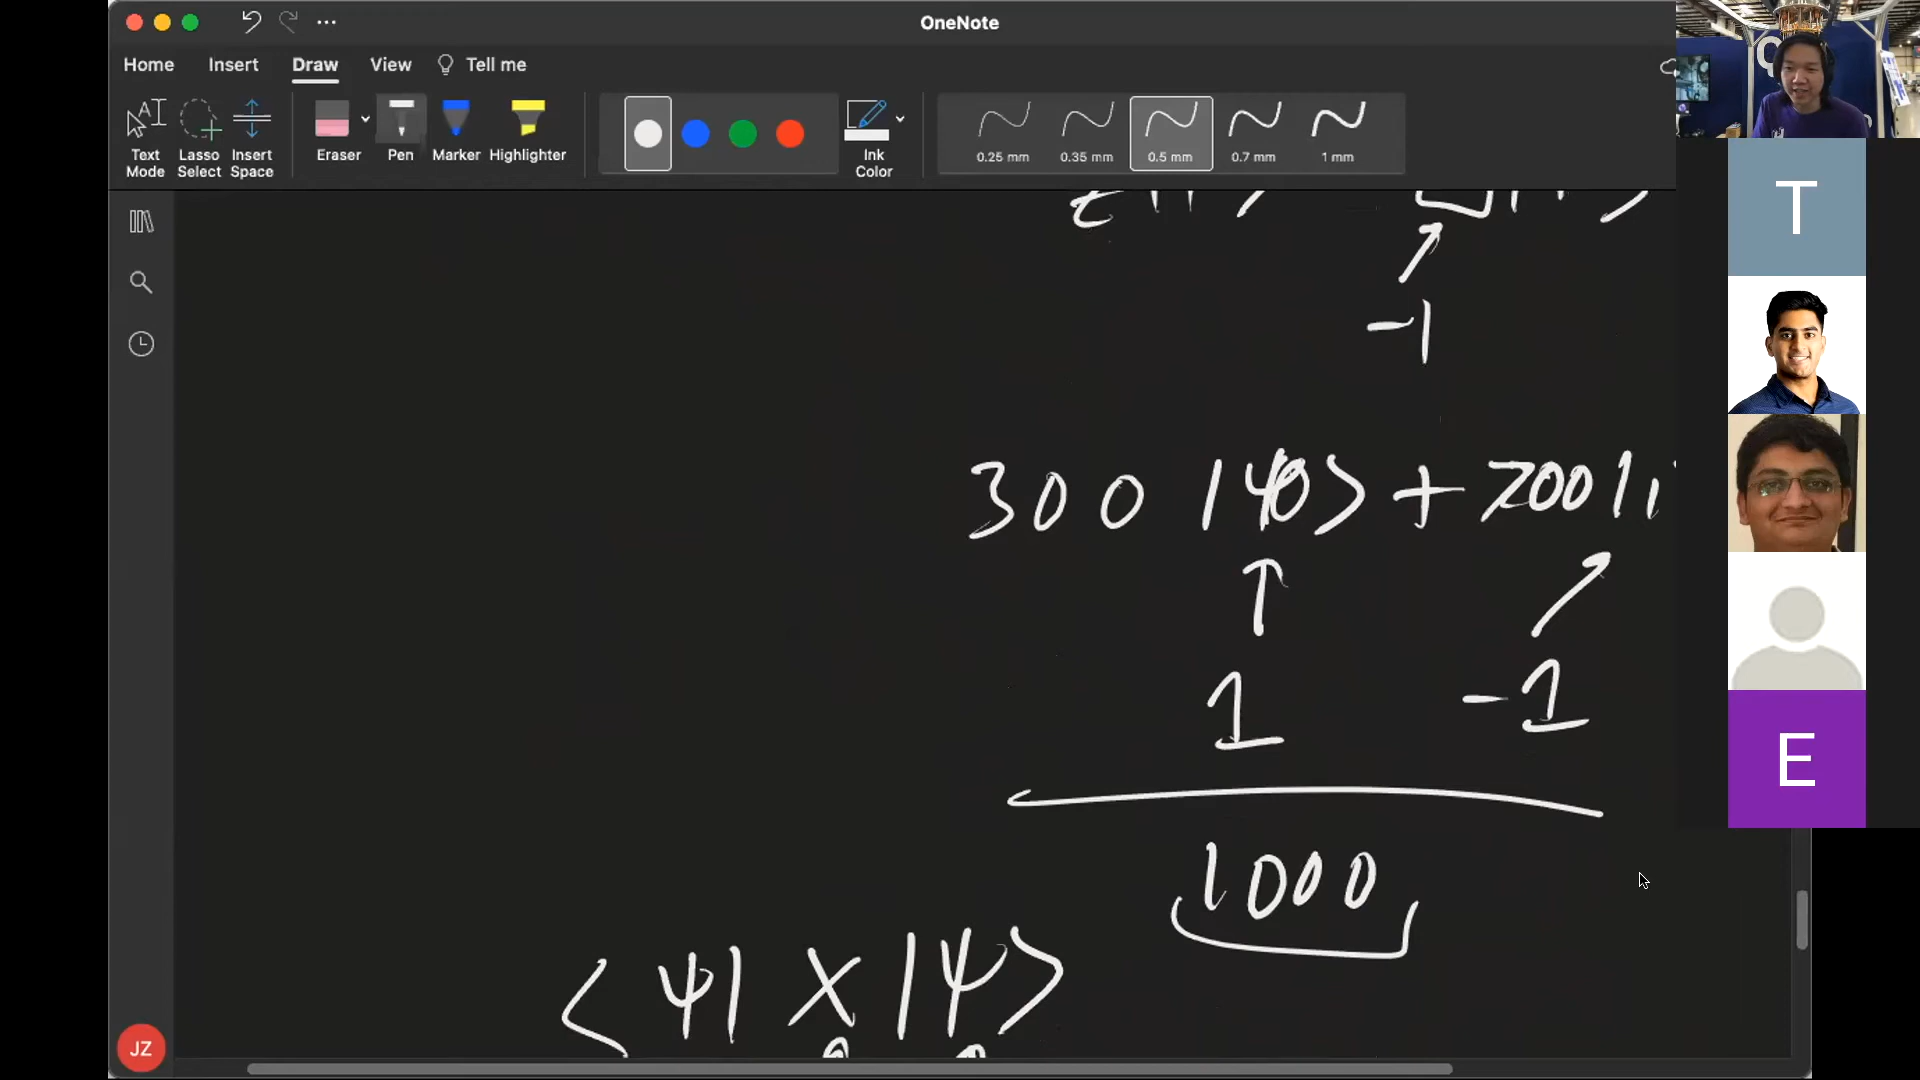 OneNote
Home Insert Draw View Tell me
Text Mode
Lasso Select
Insert Space
Eraser
Pen
Marker
Highlighter
Ink Color
0.25 mm
0.35 mm
0.5 mm
0.7 mm
1 mm
-1
1
-1
1000
<ψ| X |ψ>
T
E
JZ